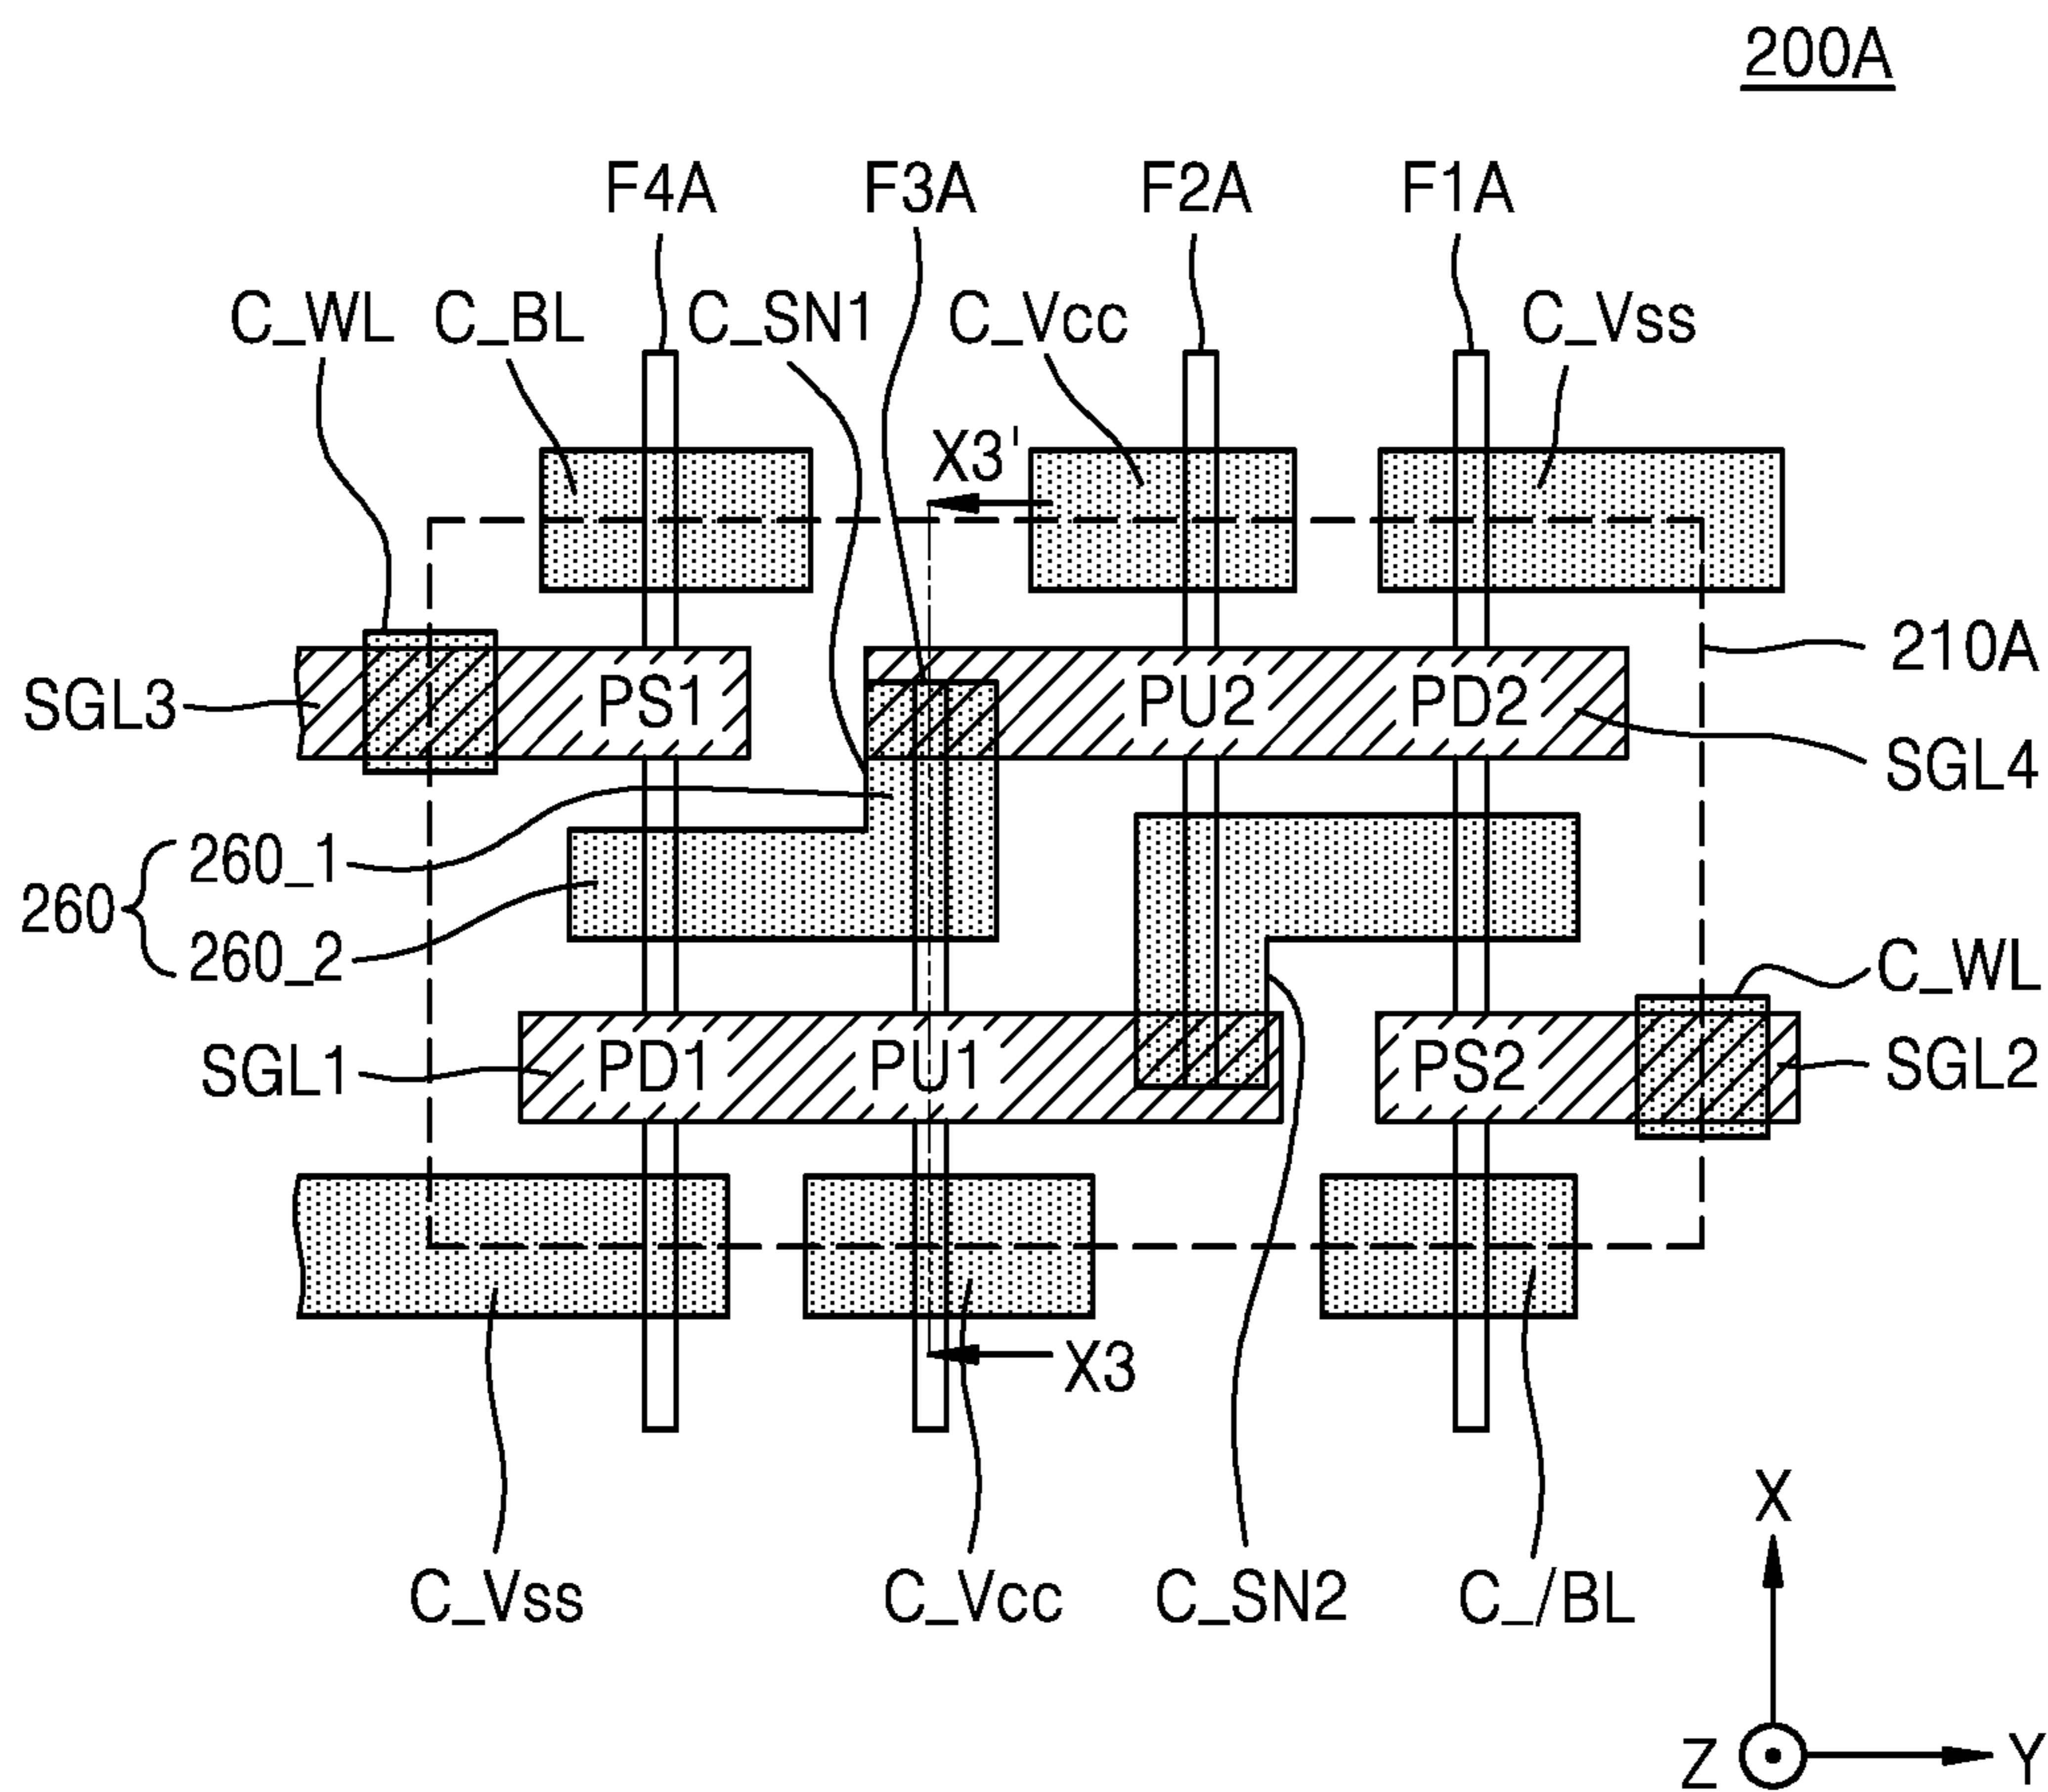 200A
F4A F3A F2A F1A
C_WL C_BL C_SN1 C_Vcc C_Vss
X3'
210A
SGL3 PS1 PU2 PD2
SGL4
260_1
260
260_2
C_WL
SGL1 PD1 PU1 PS2 SGL2
X3
X
C_Vss C_Vcc C_SN2 C_/BL
Z Y